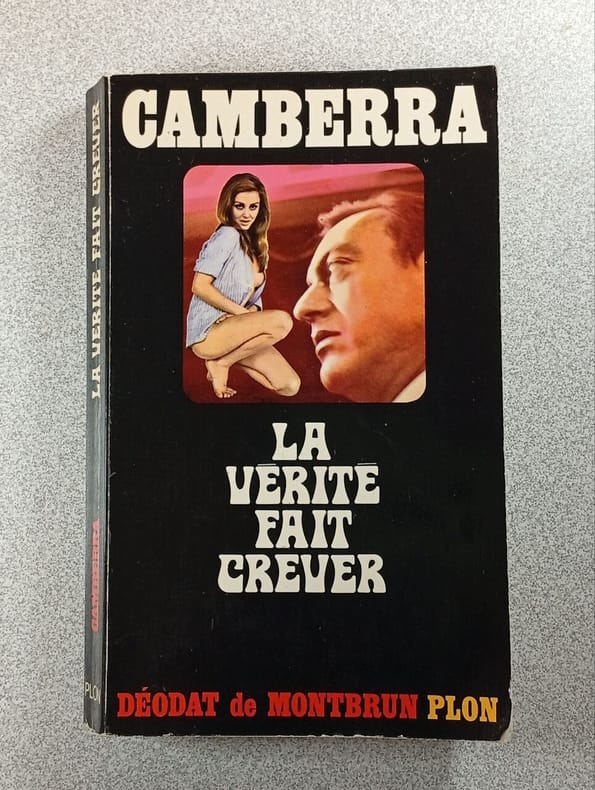 CAMBERRA
LA
VÉRITÉ
FAIT
CREVER
DÉODAT de MONTBRUN PLON
LA VÉRITÉ FAIT CREVER
CAMBERRA
PLON